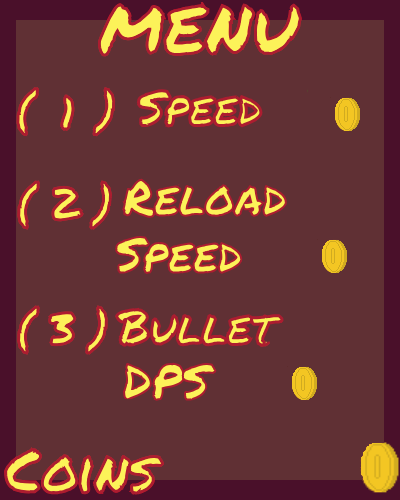 MENU
( 1 ) SPEED
( 2 ) RELOAD
SPEED
( 3 ) BULLET
DPS
COINS